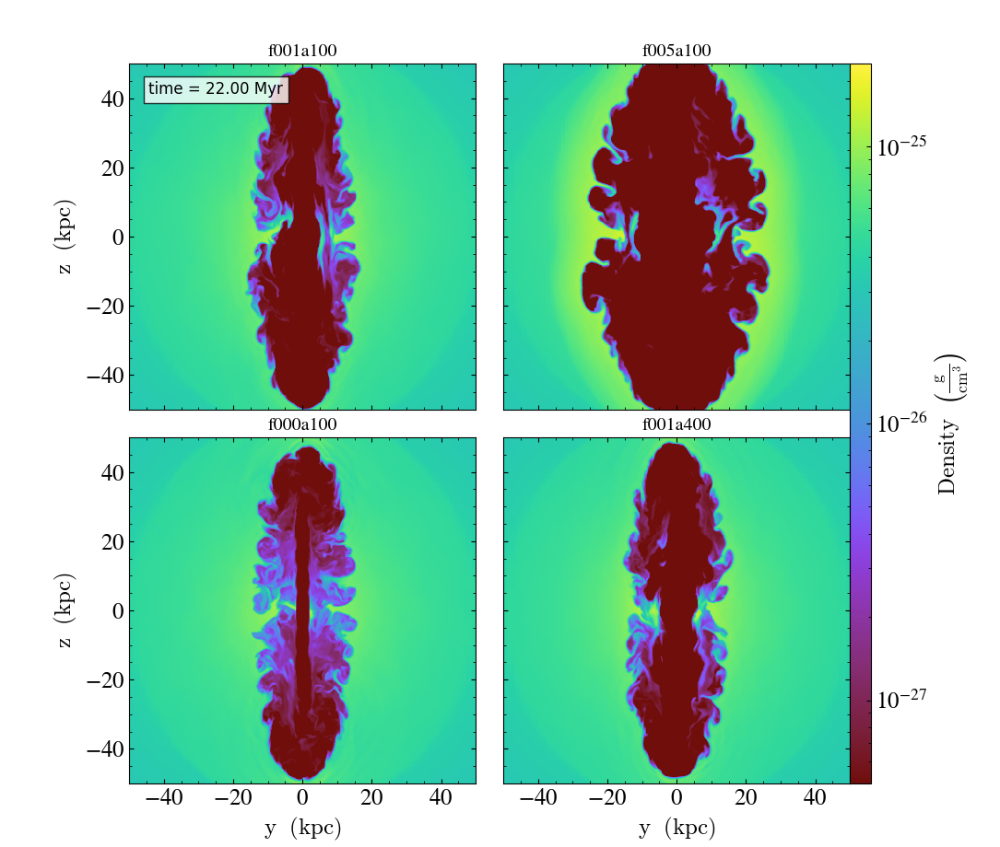 f001a100
f005a100
time = 22.00 Myr
40
20
0
−20
−40
z (kpc)
f000a100
f001a400
40
20
0
−20
−40
z (kpc)
−40 −20 0 20 40
−40 −20 0 20 40
y (kpc)
y (kpc)
10⁻²⁵
10⁻²⁶
10⁻²⁷
Density (g/cm³)